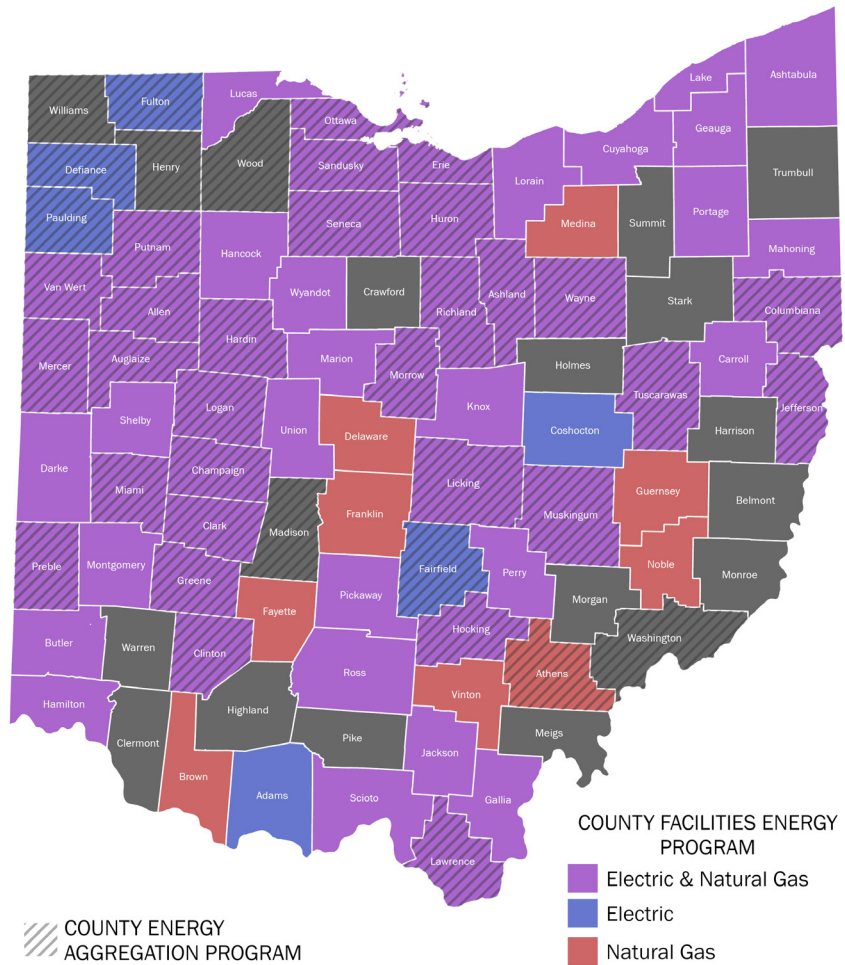 Lake
Ashtabula
Lucas
Fulton
Williams
Ottawa
Geauga
Cuyahoga
Wood
Sandusky
Erie
Henry
Defiance
Lorain
Trumbull
Portage
Paulding
Huron
Seneca
Medina
Summit
Putnam
Hancock
Mahoning
Van Wert
Wyandot
Crawford
Ashland
Wayne
Stark
Allen
Richland
Columbiana
Hardin
Auglaize
Marion
Carroll
Mercer
Holmes
Morrow
Tuscarawas
Logan
Knox
Jefferson
Shelby
Union
Delaware
Coshocton
Harrison
Darke
Champaign
Miami
Licking
Guernsey
Belmont
Franklin
Muskingum
Clark
Madison
Noble
Preble
Montgomery
Fairfield
Perry
Monroe
Greene
Pickaway
Morgan
Fayette
Hocking
Washington
Butler
Warren
Clinton
Ross
Athens
Vinton
Hamilton
Highland
Meigs
Clermont
Pike
Jackson
Brown
Adams
Scioto
Gallia
Lawrence
COUNTY FACILITIES ENERGY
PROGRAM
Electric & Natural Gas
Electric
Natural Gas
COUNTY ENERGY
AGGREGATION PROGRAM